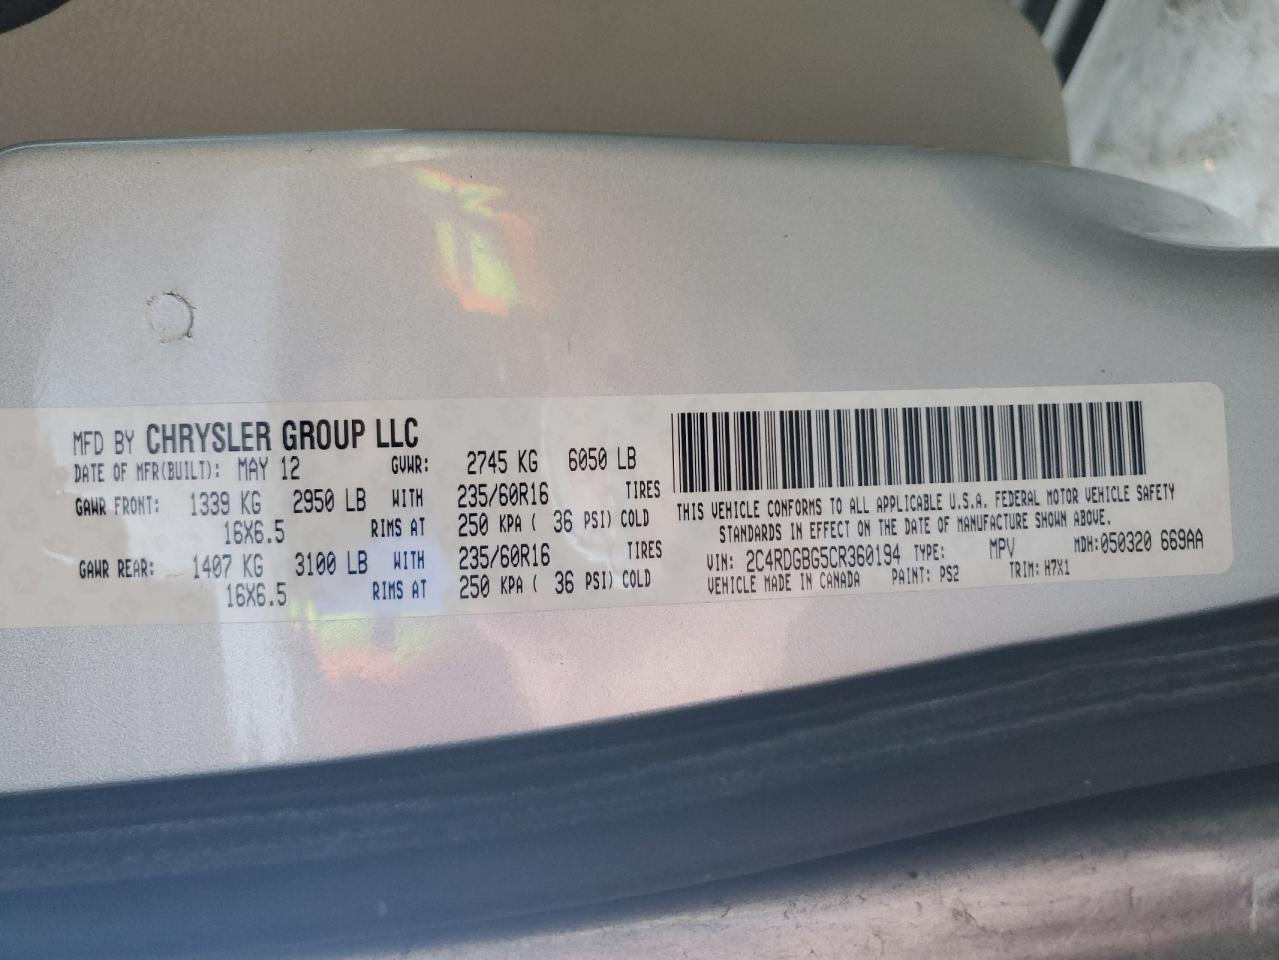 MFD BY CHRYSLER GROUP LLC
DATE OF MFR(BUILT): MAY 12 GVWR: 2745 KG 6050 LB
GAWR FRONT: 1339 KG 2950 LB WITH 235/60R16 TIRES
16X6.5 RIMS AT 250 KPA ( 36 PSI) COLD
GAWR REAR: 1407 KG 3100 LB WITH 235/60R16 TIRES
16X6.5 RIMS AT 250 KPA ( 36 PSI) COLD
THIS VEHICLE CONFORMS TO ALL APPLICABLE U.S.A. FEDERAL MOTOR VEHICLE SAFETY
STANDARDS IN EFFECT ON THE DATE OF MANUFACTURE SHOWN ABOVE.
VIN: 2C4RDGBG5CR360194 TYPE: MPV MDH:050320 669AA
VEHICLE MADE IN CANADA PAINT: PS2 TRIM: H7X1